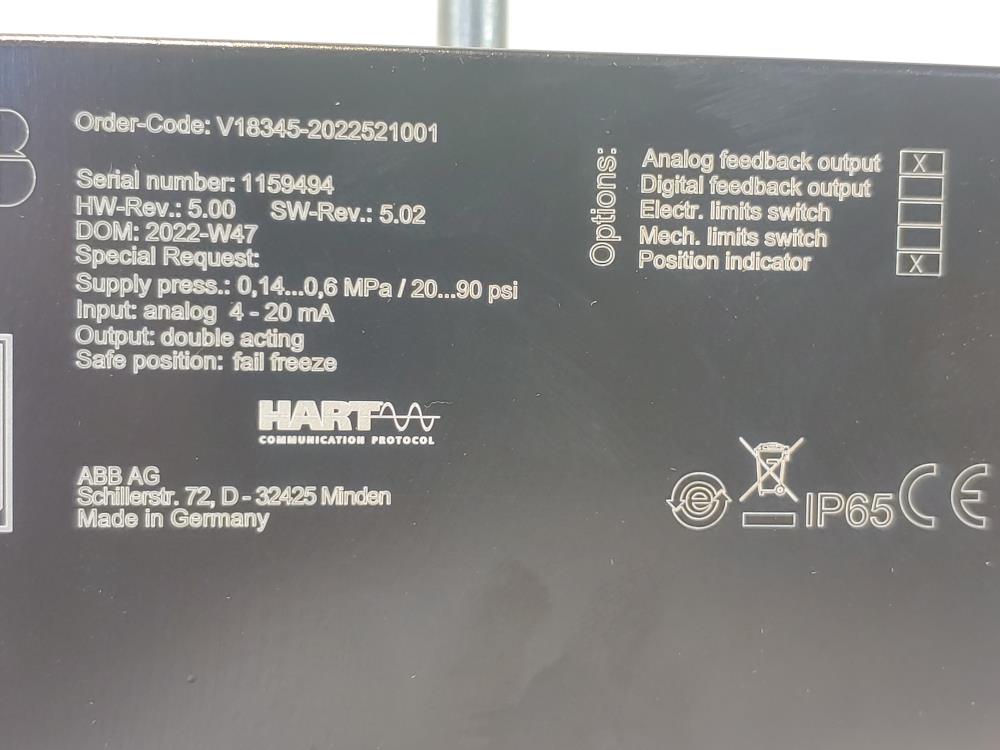 Order-Code: V18345-2022521001
Serial number: 1159494
HW-Rev.: 5.00 SW-Rev.: 5.02
DOM: 2022-W47
Special Request:
Supply press.: 0,14...0,6 MPa / 20...90 psi
Input: analog 4 - 20 mA
Output: double acting
Safe position: fail freeze
HART
COMMUNICATION PROTOCOL
ABB AG
Schillerstr. 72, D - 32425 Minden
Made in Germany
Options:
Analog feedback output X
Digital feedback output
Electr. limits switch
Mech. limits switch
Position indicator X
e IP65 CE